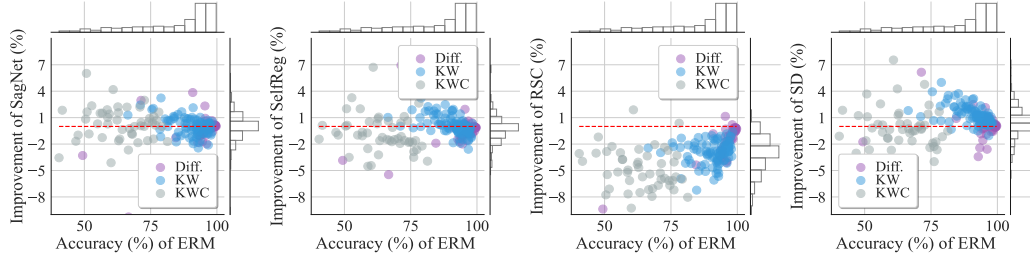 Improvement of SagNet (%)
7
4
1
−2
−5
−8
50
75
100
Accuracy (%) of ERM
Diff.
KW
KWC
Improvement of SelfReg (%)
7
4
1
−2
−5
−8
50
75
100
Accuracy (%) of ERM
Diff.
KW
KWC
Improvement of RSC (%)
7
4
1
−2
−5
−8
50
75
100
Accuracy (%) of ERM
Diff.
KW
KWC
Improvement of SD (%)
7
4
1
−2
−5
−8
50
75
100
Accuracy (%) of ERM
Diff.
KW
KWC